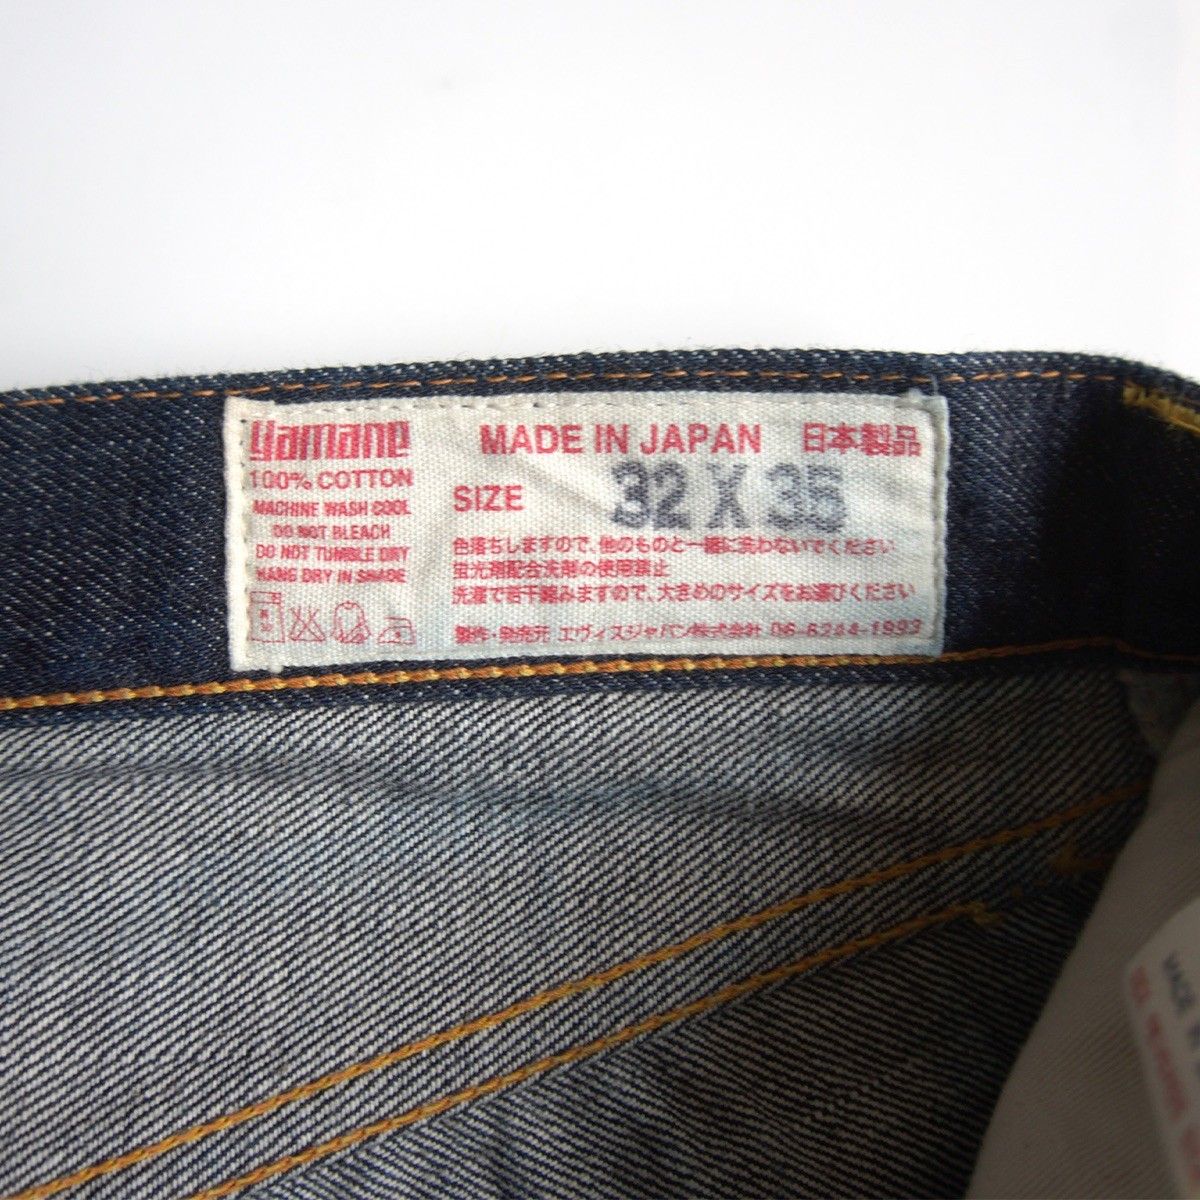 yamane
100% COTTON
MACHINE WASH COOL
DO NOT BLEACH
DO NOT TUMBLE DRY
HANG DRY IN SHADE
MADE IN JAPAN 日本製品
SIZE 32 X 35
色落ちしますので、他のものと一緒に洗わないでください
蛍光剤配合洗剤の使用禁止
洗濯で若干縮みますので、大きめのサイズをお選びください
製作・発売元 エヴィスジャパン株式会社 06-6244-1993
MADE